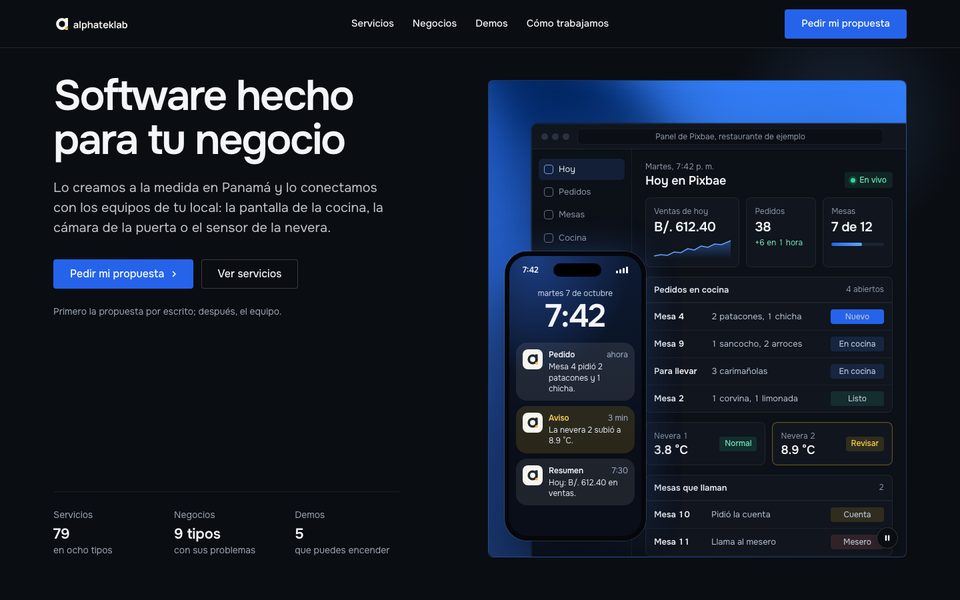 alphateklab
Servicios Negocios Demos Cómo trabajamos
Pedir mi propuesta
Software hecho
para tu negocio
Lo creamos a la medida en Panamá y lo conectamos
con los equipos de tu local: la pantalla de la cocina, la
cámara de la puerta o el sensor de la nevera.
Pedir mi propuesta
Ver servicios
Primero la propuesta por escrito; después, el equipo.
Servicios
79
en ocho tipos
Negocios
9 tipos
con sus problemas
Demos
5
que puedes encender
Panel de Pixbae, restaurante de ejemplo
Hoy
Pedidos
Mesas
Cocina
Martes, 7:42 p. m.
Hoy en Pixbae
En vivo
Ventas de hoy
B/. 612.40
Pedidos
38
+6 en 1 hora
Mesas
7 de 12
Pedidos en cocina 4 abiertos
Mesa 4 2 patacones, 1 chicha Nuevo
Mesa 9 1 sancocho, 2 arroces En cocina
Para llevar 3 carimañolas En cocina
Mesa 2 1 corvina, 1 limonada Listo
Nevera 1
3.8 °C
Normal
Nevera 2
8.9 °C
Revisar
Mesas que llaman 2
Mesa 10 Pidió la cuenta Cuenta
Mesa 11 Llama al mesero Mesero
7:42
martes 7 de octubre
7:42
Pedido ahora
Mesa 4 pidió 2
patacones y 1
chicha.
Aviso 3 min
La nevera 2 subió a
8.9 °C.
Resumen 7:30
Hoy: B/. 612.40 en
ventas.